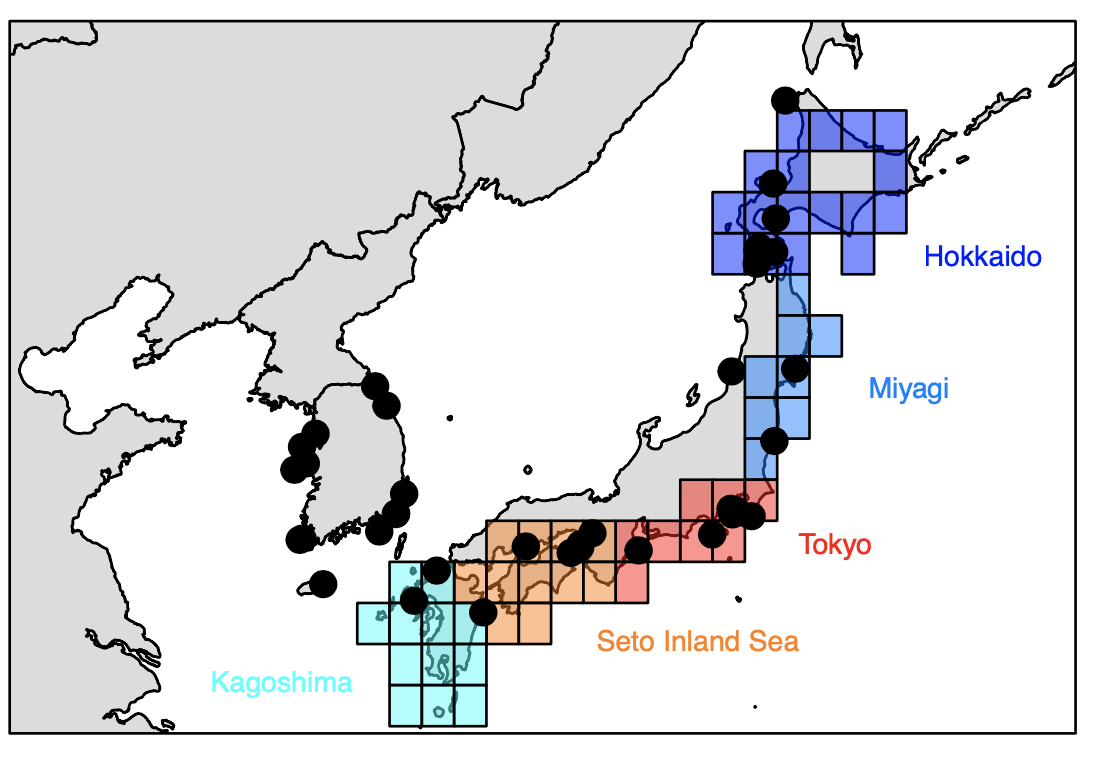 Hokkaido
Miyagi
Tokyo
Seto Inland Sea
Kagoshima